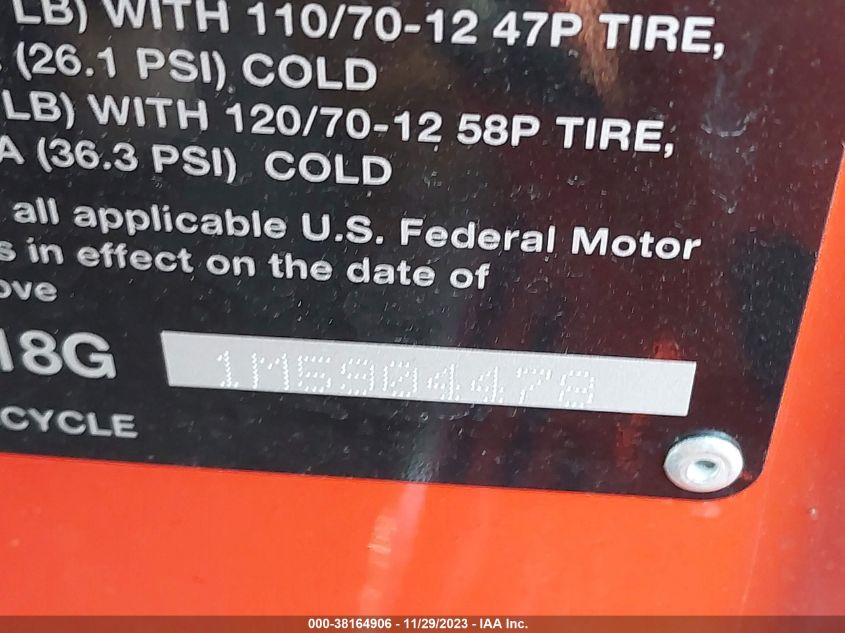 LB) WITH 110/70-12 47P TIRE,
(26.1 PSI) COLD
LB) WITH 120/70-12 58P TIRE,
A (36.3 PSI) COLD
all applicable U.S. Federal Motor
s in effect on the date of
ove
18G 1M5904470
CYCLE
000-38164906 - 11/29/2023 - IAA Inc.